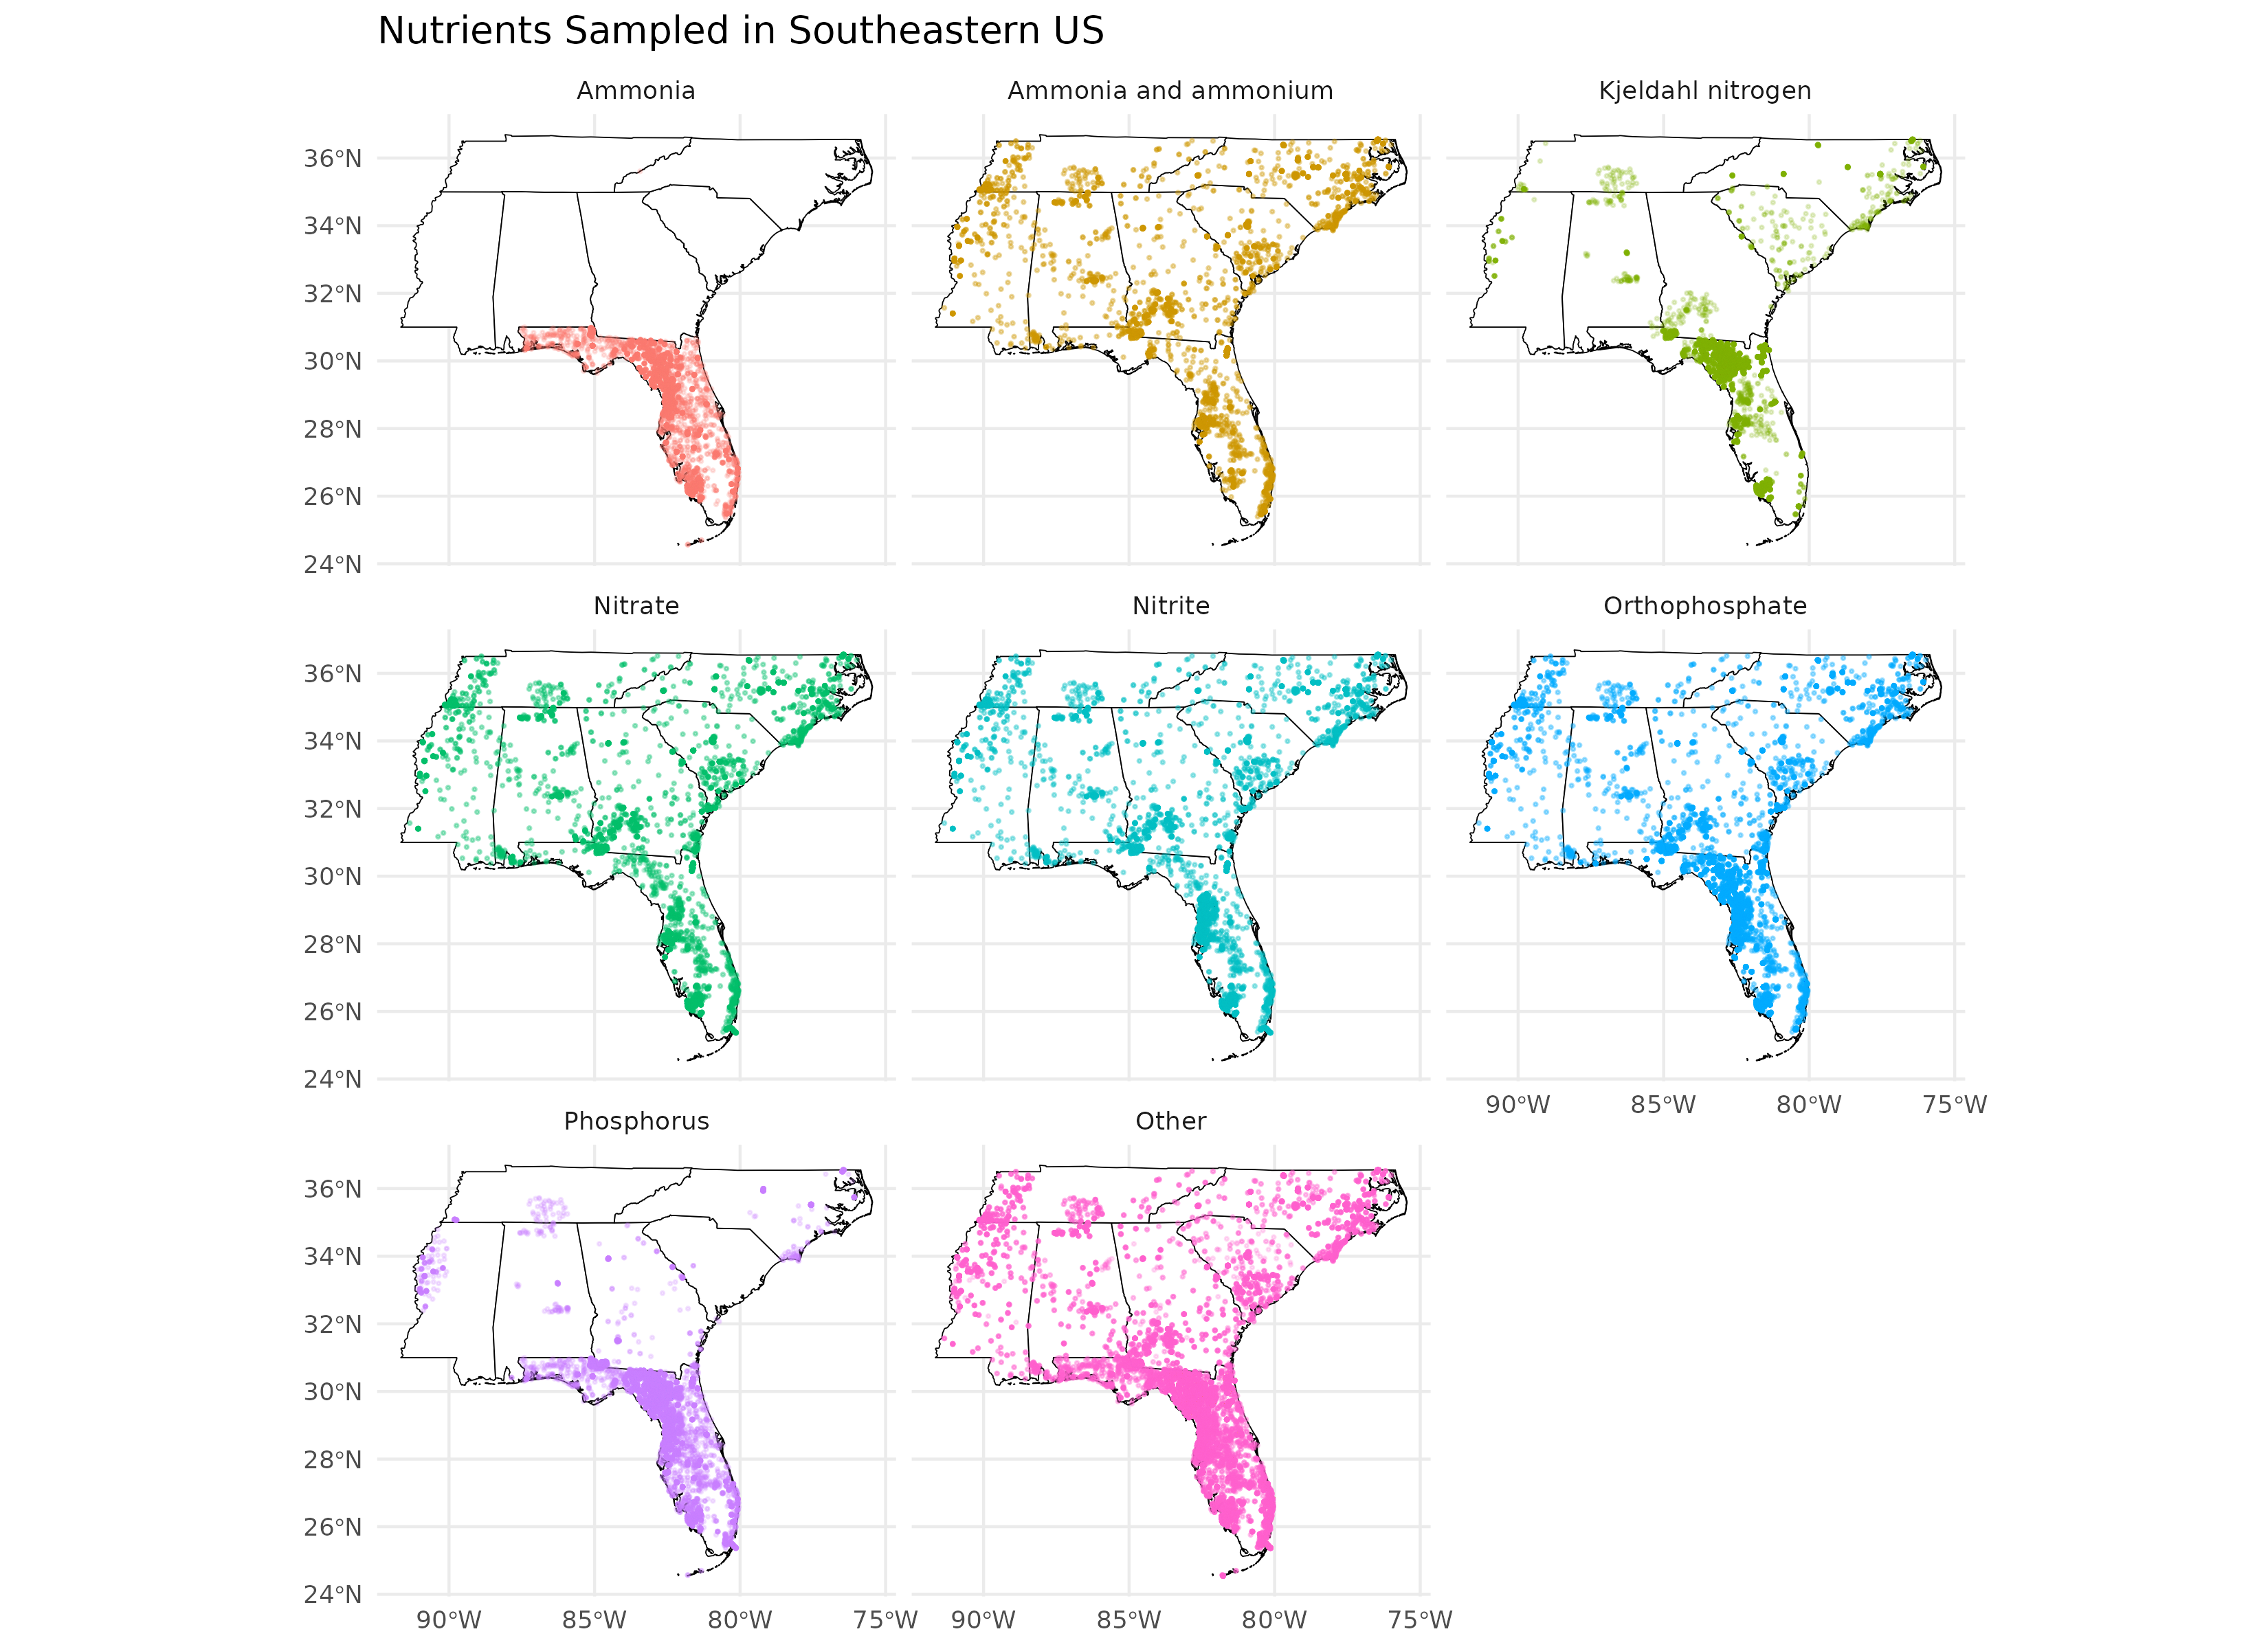 Nutrients Sampled in Southeastern US
Ammonia
Ammonia and ammonium
Kjeldahl nitrogen
36°N
34°N
32°N
30°N
28°N
26°N
24°N
Nitrate
Nitrite
Orthophosphate
36°N
34°N
32°N
30°N
28°N
26°N
24°N
90°W 85°W 80°W 75°W
Phosphorus
Other
36°N
34°N
32°N
30°N
28°N
26°N
24°N
90°W 85°W 80°W 75°W
90°W 85°W 80°W 75°W